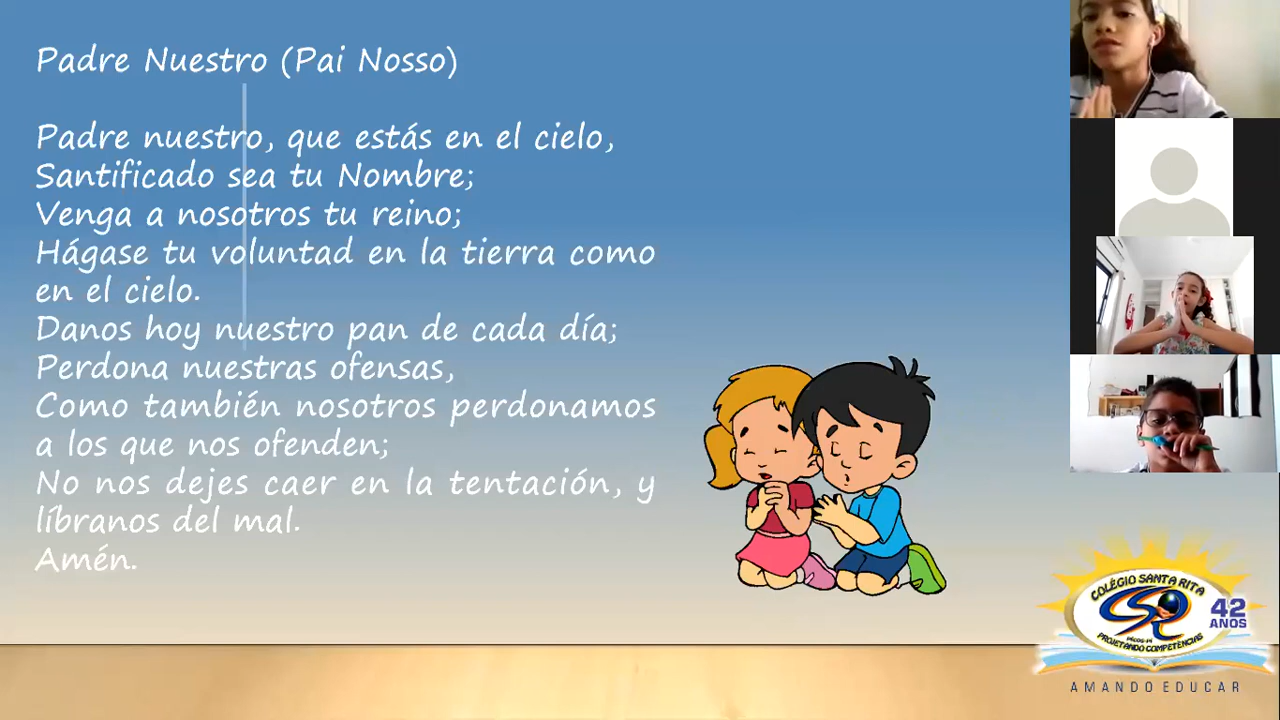 Padre Nuestro (Pai Nosso)
Padre nuestro, que estás en el cielo,
Santificado sea tu Nombre;
Venga a nosotros tu reino;
Hágase tu voluntad en la tierra como
en el cielo.
Danos hoy nuestro pan de cada día;
Perdona nuestras ofensas,
Como también nosotros perdonamos
a los que nos ofenden;
No nos dejes caer en la tentación, y
líbranos del mal.
Amén.
COLÉGIO SANTA RITA
CSR
42
ANOS
PICOS-PI
PROJETANDO COMPETÊNCIAS
AMANDO EDUCAR